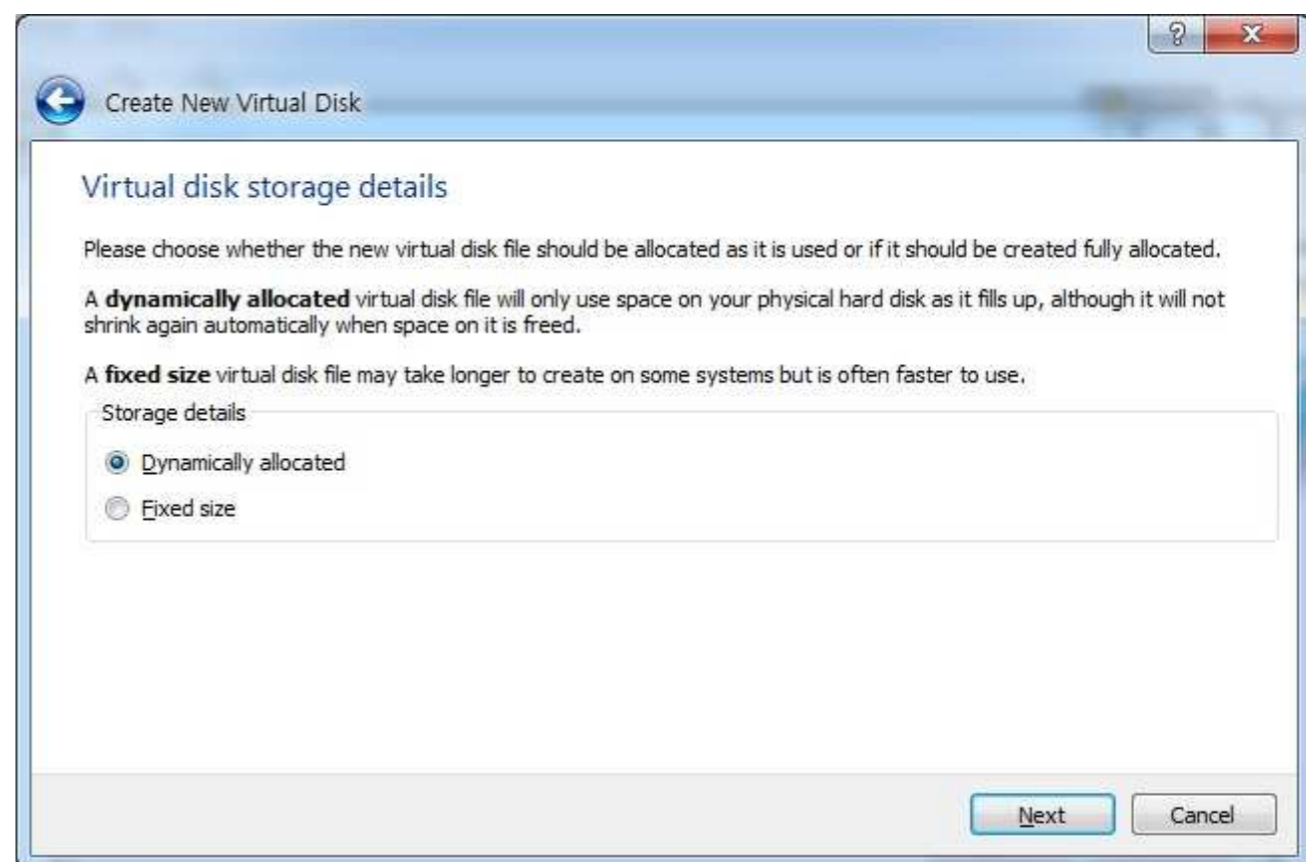 Create New Virtual Disk
Virtual disk storage details
Please choose whether the new virtual disk file should be allocated as it is used or if it should be created fully allocated.
A dynamically allocated virtual disk file will only use space on your physical hard disk as it fills up, although it will not
shrink again automatically when space on it is freed.
A fixed size virtual disk file may take longer to create on some systems but is often faster to use.
Storage details
Dynamically allocated
Fixed size
Next Cancel